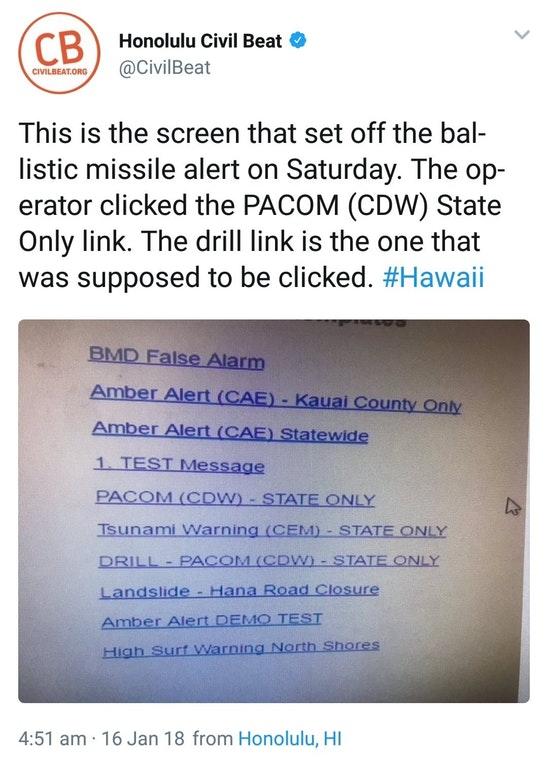 CB
CIVILBEAT.ORG
Honolulu Civil Beat
@CivilBeat
This is the screen that set off the bal-
listic missile alert on Saturday. The op-
erator clicked the PACOM (CDW) State
Only link. The drill link is the one that
was supposed to be clicked. #Hawaii
BMD False Alarm
Amber Alert (CAE) - Kauai County Only
Amber Alert (CAE) Statewide
1. TEST Message
PACOM (CDW) - STATE ONLY
Tsunami Warning (CEM) - STATE ONLY
DRILL - PACOM (CDW) - STATE ONLY
Landslide - Hana Road Closure
Amber Alert DEMO TEST
High Surf Warning North Shores
4:51 am · 16 Jan 18 from Honolulu, HI